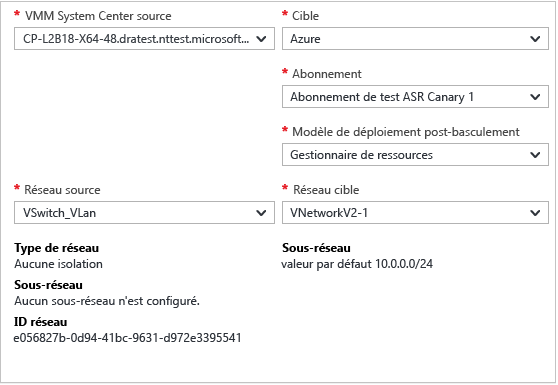 * VMM System Center source
* Cible
CP-L2B18-X64-48.dratest.nttest.microsoft...
Azure
* Abonnement
Abonnement de test ASR Canary 1
* Modèle de déploiement post-basculement
Gestionnaire de ressources
* Réseau source
* Réseau cible
VSwitch_VLan
VNetworkV2-1
Type de réseau
Aucune isolation
Sous-réseau
valeur par défaut 10.0.0.0/24
Sous-réseau
Aucun sous-réseau n'est configuré.
ID réseau
e056827b-0d94-41bc-9631-d972e3395541